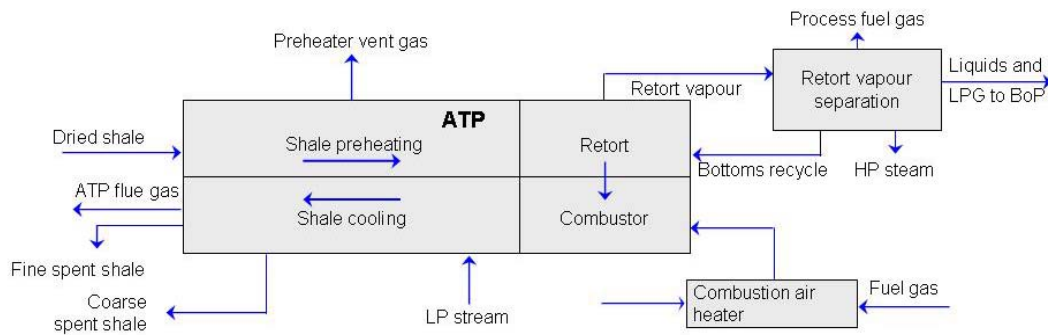 Process fuel gas
Preheater vent gas
Retort vapour
separation
Liquids and
LPG to BoP
Retort vapour
ATP
Dried shale
Shale preheating
Retort
Bottoms recycle
HP steam
ATP flue gas
Shale cooling
Combustor
Fine spent shale
Coarse
spent shale
LP stream
Combustion air
heater
Fuel gas